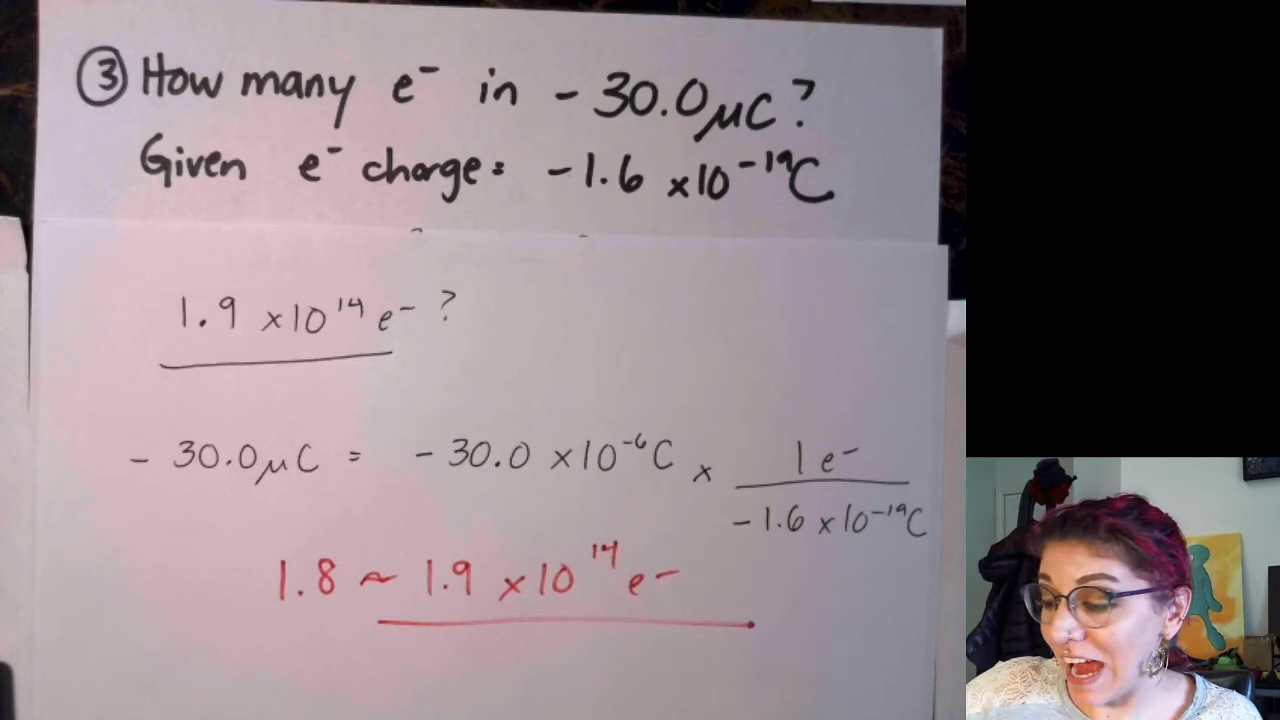 ③ How many e⁻ in -30.0μC?
Given e⁻ charge = -1.6 ×10⁻¹⁹C
1.9 ×10¹⁴ e⁻ ?
-30.0μC = -30.0 ×10⁻⁶C × 1 e⁻
-1.6 ×10⁻¹⁹C
1.8 ~ 1.9 ×10¹⁴ e⁻